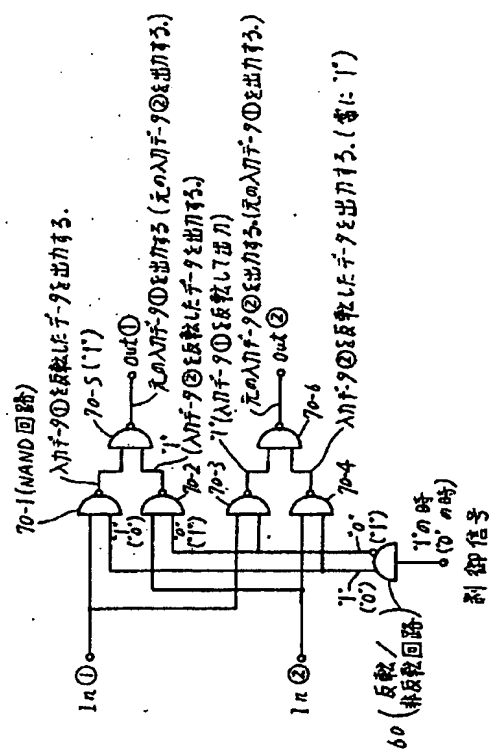 70-1(NAND回路)
入力データ①を反転したデータを出力する.
70-5("1")
Out①
元の入力データ①を出力する(元の入力データ②を出力する.)
"1"
(入力データ②を反転したデータを出力する.)
In①
"1"
("0")
70-2
"0"
("1")
70-3
"1"(入力データ①を反転して出力)
元の入力データ②を出力する.(元の入力データ①を出力する.)
Out②
70-6
In②
70-4
入力データ②を反転したデータを出力する.(常に"1")
"1"
("0")
"0"
("1")
60(反転/非反転回路)
"1"の時
("0"の時)
制御信号